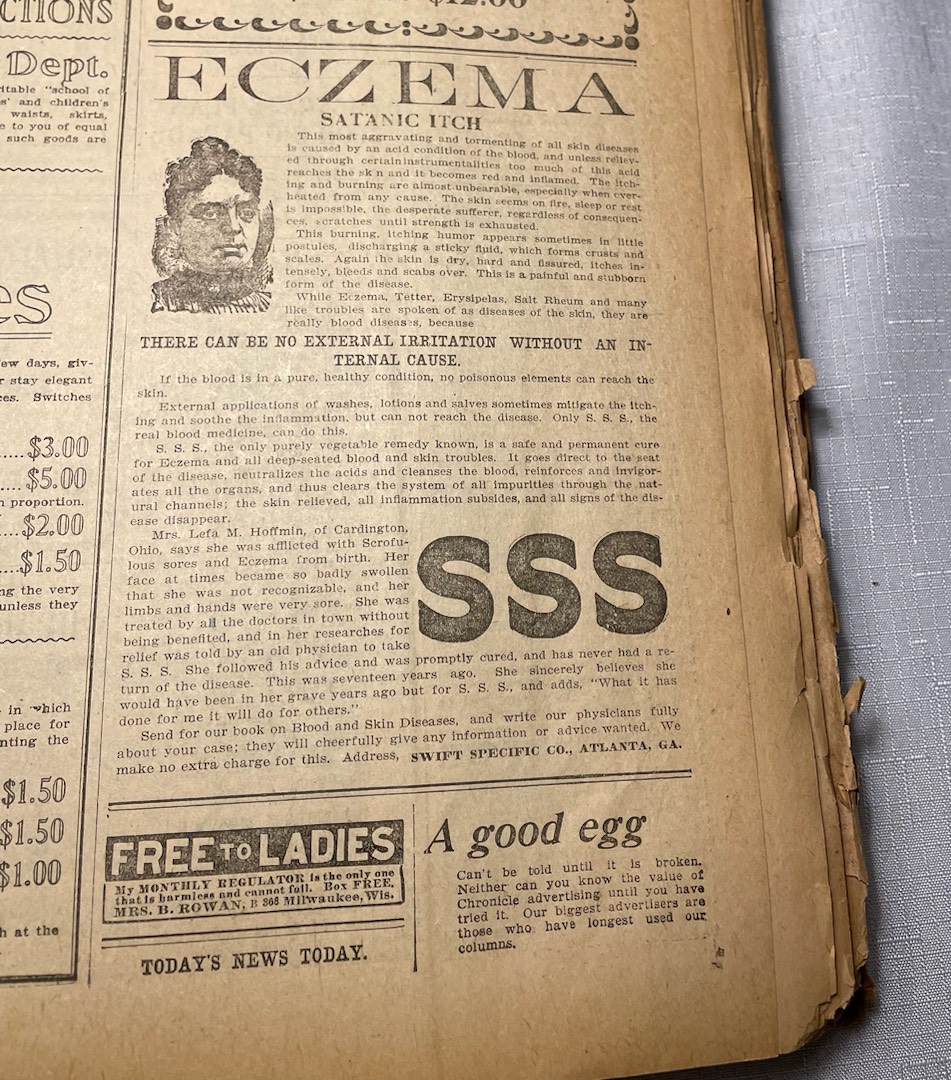 CTIONS
Dept.
itable "school of
s' and children's
waists, skirts,
e to you of equal
such goods are
es
ew days, giv-
r stay elegant
ces. Switches
.....$3.00
....$5.00
n proportion.
...$2.00
....$1.50
ng the very
unless they
in which
place for
nting the
$1.50
$1.50
$1.00
h at the
$12.00
ECZEMA
SATANIC ITCH
This most aggravating and tormenting of all skin diseases
is caused by an acid condition of the blood, and unless reliev-
ed through certain instrumentalities too much of this acid
reaches the sk n and it becomes red and inflamed. The itch-
ing and burning are almost unbearable, especially when over-
heated from any cause. The skin seems on fire, sleep or rest
is impossible, the desperate sufferer, regardless of consequen-
ces, scratches until strength is exhausted.
This burning, itching humor appears sometimes in little
postules, discharging a sticky fluid, which forms crusts and
scales. Again the skin is dry, hard and fissured, itches in-
tensely, bleeds and scabs over. This is a painful and stubborn
form of the disease.
While Eczema, Tetter, Erysipelas, Salt Rheum and many
like troubles are spoken of as diseases of the skin, they are
really blood diseases, because
THERE CAN BE NO EXTERNAL IRRITATION WITHOUT AN IN-
TERNAL CAUSE.
If the blood is in a pure, healthy condition, no poisonous elements can reach the
skin.
External applications of washes, lotions and salves sometimes mitigate the itch-
ing and soothe the inflammation, but can not reach the disease. Only S. S. S., the
real blood medicine, can do this.
S. S. S., the only purely vegetable remedy known, is a safe and permanent cure
for Eczema and all deep-seated blood and skin troubles. It goes direct to the seat
of the disease, neutralizes the acids and cleanses the blood, reinforces and invigor-
ates all the organs, and thus clears the system of all impurities through the nat-
ural channels; the skin relieved, all inflammation subsides, and all signs of the dis-
ease disappear.
Mrs. Lefa M. Hoffmin, of Cardington,
Ohio, says she was afflicted with Scrofu-
lous sores and Eczema from birth. Her
face at times became so badly swollen
that she was not recognizable, and her
limbs and hands were very sore. She was
treated by all the doctors in town without
being benefited, and in her researches for
relief was told by an old physician to take
SSS
S. S. S. She followed his advice and was promptly cured, and has never had a re-
turn of the disease. This was seventeen years ago. She sincerely believes she
would have been in her grave years ago but for S. S. S., and adds, "What it has
done for me it will do for others."
Send for our book on Blood and Skin Diseases, and write our physicians fully
about your case; they will cheerfully give any information or advice wanted. We
make no extra charge for this. Address, SWIFT SPECIFIC CO., ATLANTA, GA.
FREE TO LADIES
My MONTHLY REGULATOR is the only one
that is harmless and cannot fail. Box FREE.
MRS. B. ROWAN, B 368 Milwaukee, Wis.
TODAY'S NEWS TODAY.
A good egg
Can't be told until it is broken.
Neither can you know the value of
Chronicle advertising until you have
tried it. Our biggest advertisers are
those who have longest used our
columns.